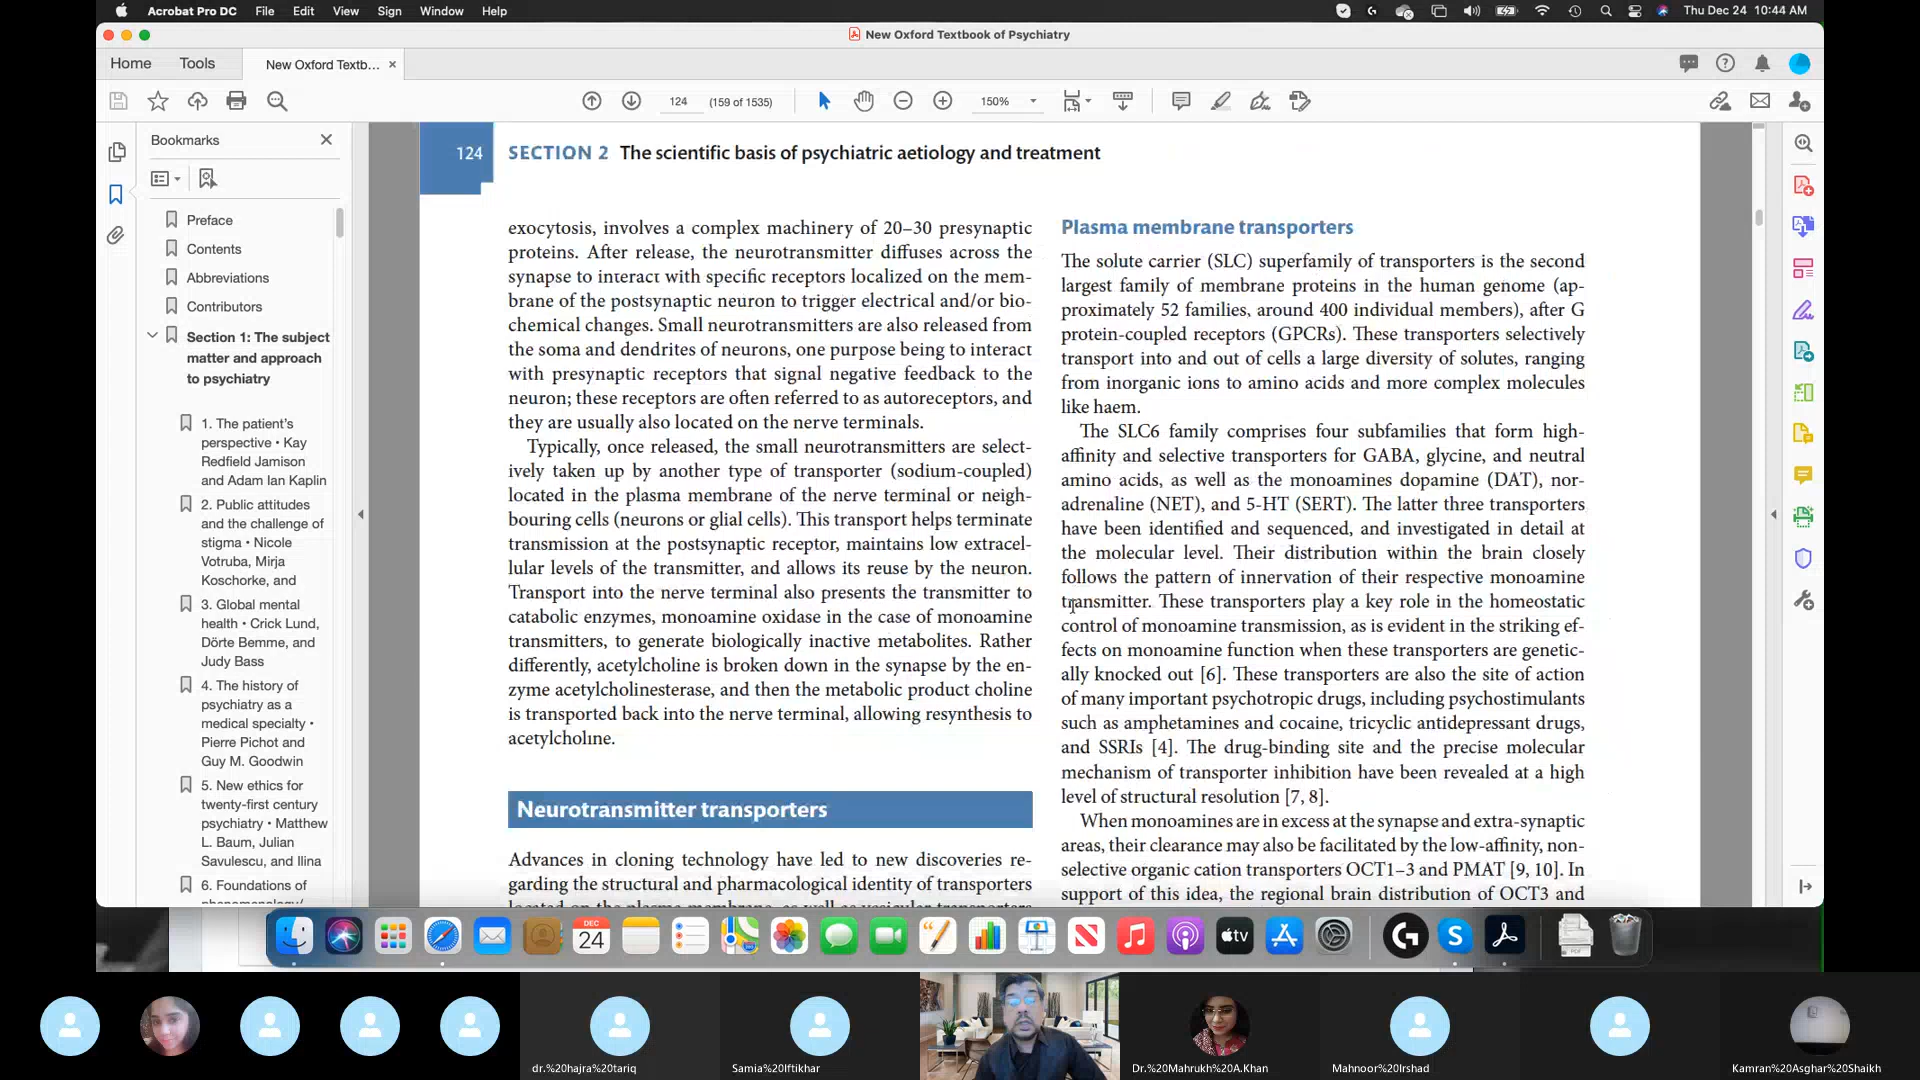 Acrobat Pro DC File Edit View Sign Window Help
Thu Dec 24 10:44 AM
New Oxford Textbook of Psychiatry
Home Tools New Oxford Textb... ×
124 (159 of 1535) 150%
Bookmarks
Preface
Contents
Abbreviations
Contributors
Section 1: The subject
matter and approach
to psychiatry
1. The patient's
perspective • Kay
Redfield Jamison
and Adam Ian Kaplin
2. Public attitudes
and the challenge of
stigma • Nicole
Votruba, Mirja
Koschorke, and
3. Global mental
health • Crick Lund,
Dörte Bemme, and
Judy Bass
4. The history of
psychiatry as a
medical specialty •
Pierre Pichot and
Guy M. Goodwin
5. New ethics for
twenty-first century
psychiatry • Matthew
L. Baum, Julian
Savulescu, and Ilina
6. Foundations of
phenomenology/
124 SECTION 2 The scientific basis of psychiatric aetiology and treatment
exocytosis, involves a complex machinery of 20–30 presynaptic
proteins. After release, the neurotransmitter diffuses across the
synapse to interact with specific receptors localized on the mem-
brane of the postsynaptic neuron to trigger electrical and/or bio-
chemical changes. Small neurotransmitters are also released from
the soma and dendrites of neurons, one purpose being to interact
with presynaptic receptors that signal negative feedback to the
neuron; these receptors are often referred to as autoreceptors, and
they are usually also located on the nerve terminals.
Typically, once released, the small neurotransmitters are select-
ively taken up by another type of transporter (sodium-coupled)
located in the plasma membrane of the nerve terminal or neigh-
bouring cells (neurons or glial cells). This transport helps terminate
transmission at the postsynaptic receptor, maintains low extracel-
lular levels of the transmitter, and allows its reuse by the neuron.
Transport into the nerve terminal also presents the transmitter to
catabolic enzymes, monoamine oxidase in the case of monoamine
transmitters, to generate biologically inactive metabolites. Rather
differently, acetylcholine is broken down in the synapse by the en-
zyme acetylcholinesterase, and then the metabolic product choline
is transported back into the nerve terminal, allowing resynthesis to
acetylcholine.
Neurotransmitter transporters
Advances in cloning technology have led to new discoveries re-
garding the structural and pharmacological identity of transporters
located on the plasma membrane, as well as vesicular transporters
Plasma membrane transporters
The solute carrier (SLC) superfamily of transporters is the second
largest family of membrane proteins in the human genome (ap-
proximately 52 families, around 400 individual members), after G
protein-coupled receptors (GPCRs). These transporters selectively
transport into and out of cells a large diversity of solutes, ranging
from inorganic ions to amino acids and more complex molecules
like haem.
The SLC6 family comprises four subfamilies that form high-
affinity and selective transporters for GABA, glycine, and neutral
amino acids, as well as the monoamines dopamine (DAT), nor-
adrenaline (NET), and 5-HT (SERT). The latter three transporters
have been identified and sequenced, and investigated in detail at
the molecular level. Their distribution within the brain closely
follows the pattern of innervation of their respective monoamine
transmitter. These transporters play a key role in the homeostatic
control of monoamine transmission, as is evident in the striking ef-
fects on monoamine function when these transporters are genetic-
ally knocked out [6]. These transporters are also the site of action
of many important psychotropic drugs, including psychostimulants
such as amphetamines and cocaine, tricyclic antidepressant drugs,
and SSRIs [4]. The drug-binding site and the precise molecular
mechanism of transporter inhibition have been revealed at a high
level of structural resolution [7, 8].
When monoamines are in excess at the synapse and extra-synaptic
areas, their clearance may also be facilitated by the low-affinity, non-
selective organic cation transporters OCT1–3 and PMAT [9, 10]. In
support of this idea, the regional brain distribution of OCT3 and
DEC
24
tv
PDF
dr.%20hajra%20tariq
Samia%20Iftikhar
Dr.%20Mahrukh%20A.Khan
Mahnoor%20Irshad
Kamran%20Asghar%20Shaikh